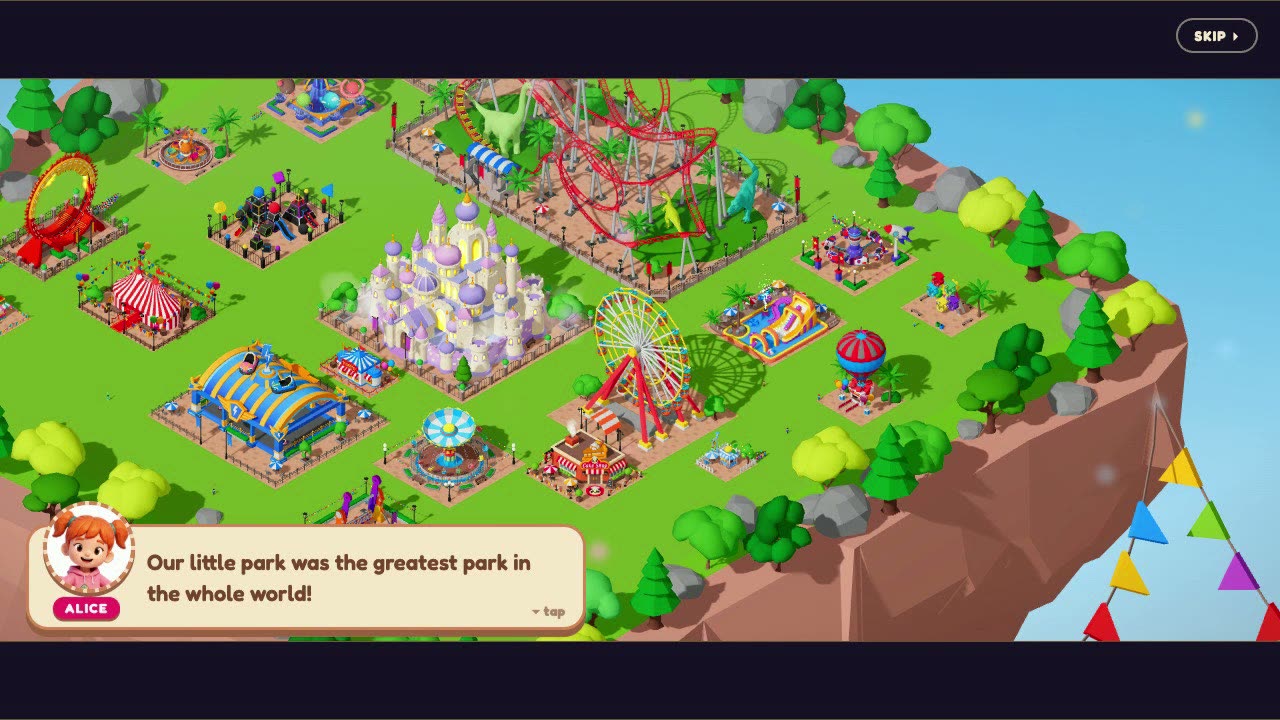 SKIP
Our little park was the greatest park in
the whole world!
ALICE
tap